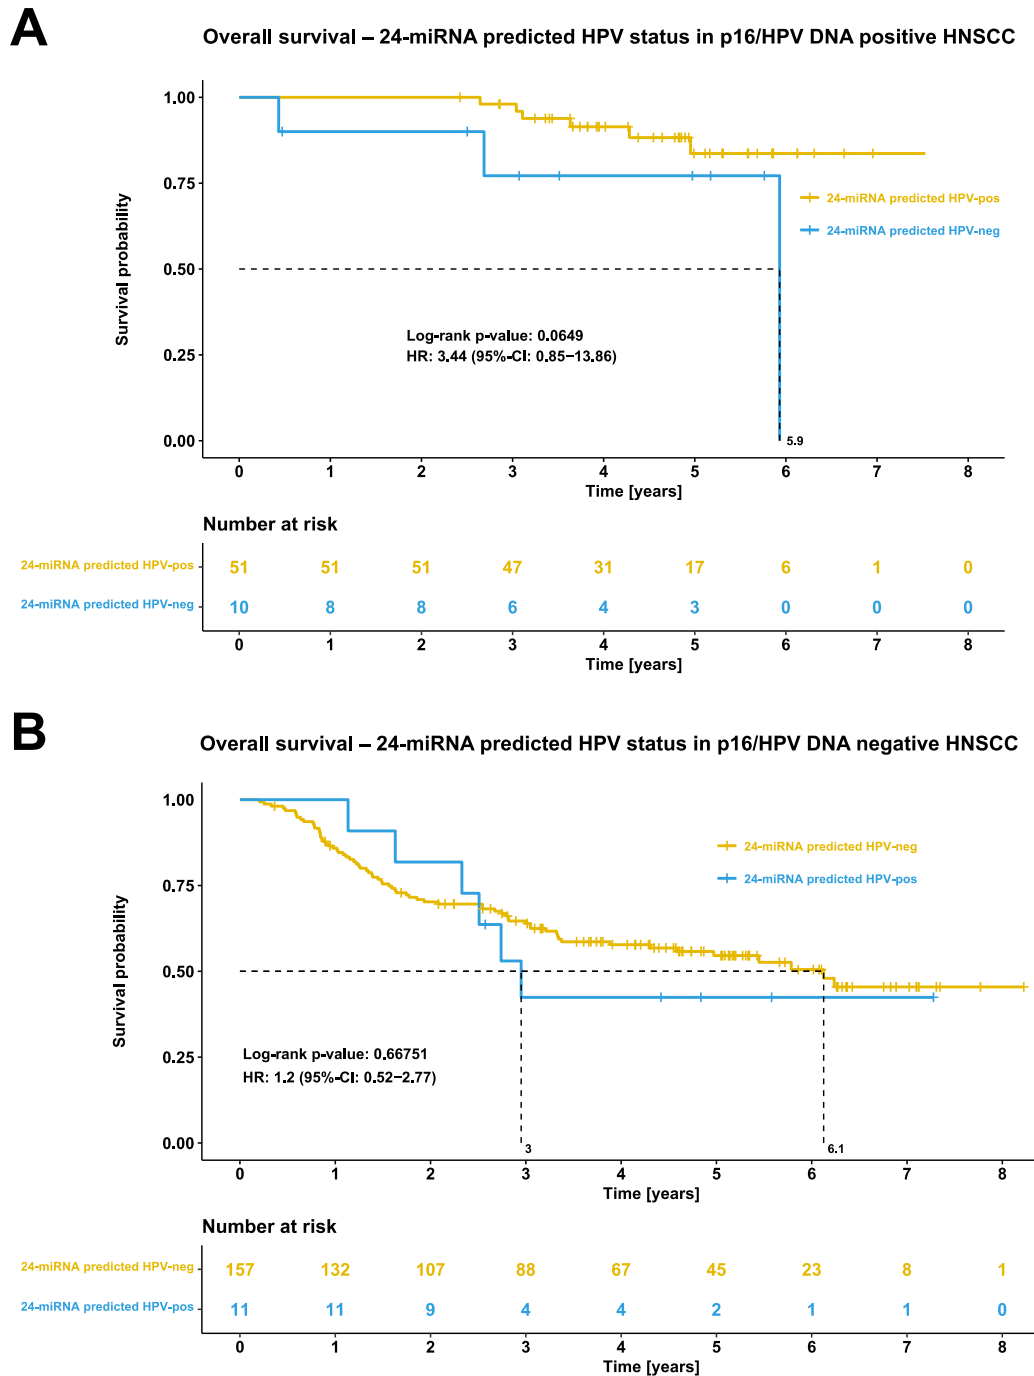 A
Overall survival – 24-miRNA predicted HPV status in p16/HPV DNA positive HNSCC
Survival probability
1.00
0.75
0.50
0.25
0.00
24-miRNA predicted HPV-pos
24-miRNA predicted HPV-neg
Log-rank p-value: 0.0649
HR: 3.44 (95%-CI: 0.85–13.86)
5.9
0 1 2 3 4 5 6 7 8
Time [years]
Number at risk
24-miRNA predicted HPV-pos 51 51 51 47 31 17 6 1 0
24-miRNA predicted HPV-neg 10 8 8 6 4 3 0 0 0
0 1 2 3 4 5 6 7 8
Time [years]
B
Overall survival – 24-miRNA predicted HPV status in p16/HPV DNA negative HNSCC
Survival probability
1.00
0.75
0.50
0.25
0.00
24-miRNA predicted HPV-neg
24-miRNA predicted HPV-pos
Log-rank p-value: 0.66751
HR: 1.2 (95%-CI: 0.52–2.77)
3
6.1
0 1 2 3 4 5 6 7 8
Time [years]
Number at risk
24-miRNA predicted HPV-neg 157 132 107 88 67 45 23 8 1
24-miRNA predicted HPV-pos 11 11 9 4 4 2 1 1 0
0 1 2 3 4 5 6 7 8
Time [years]